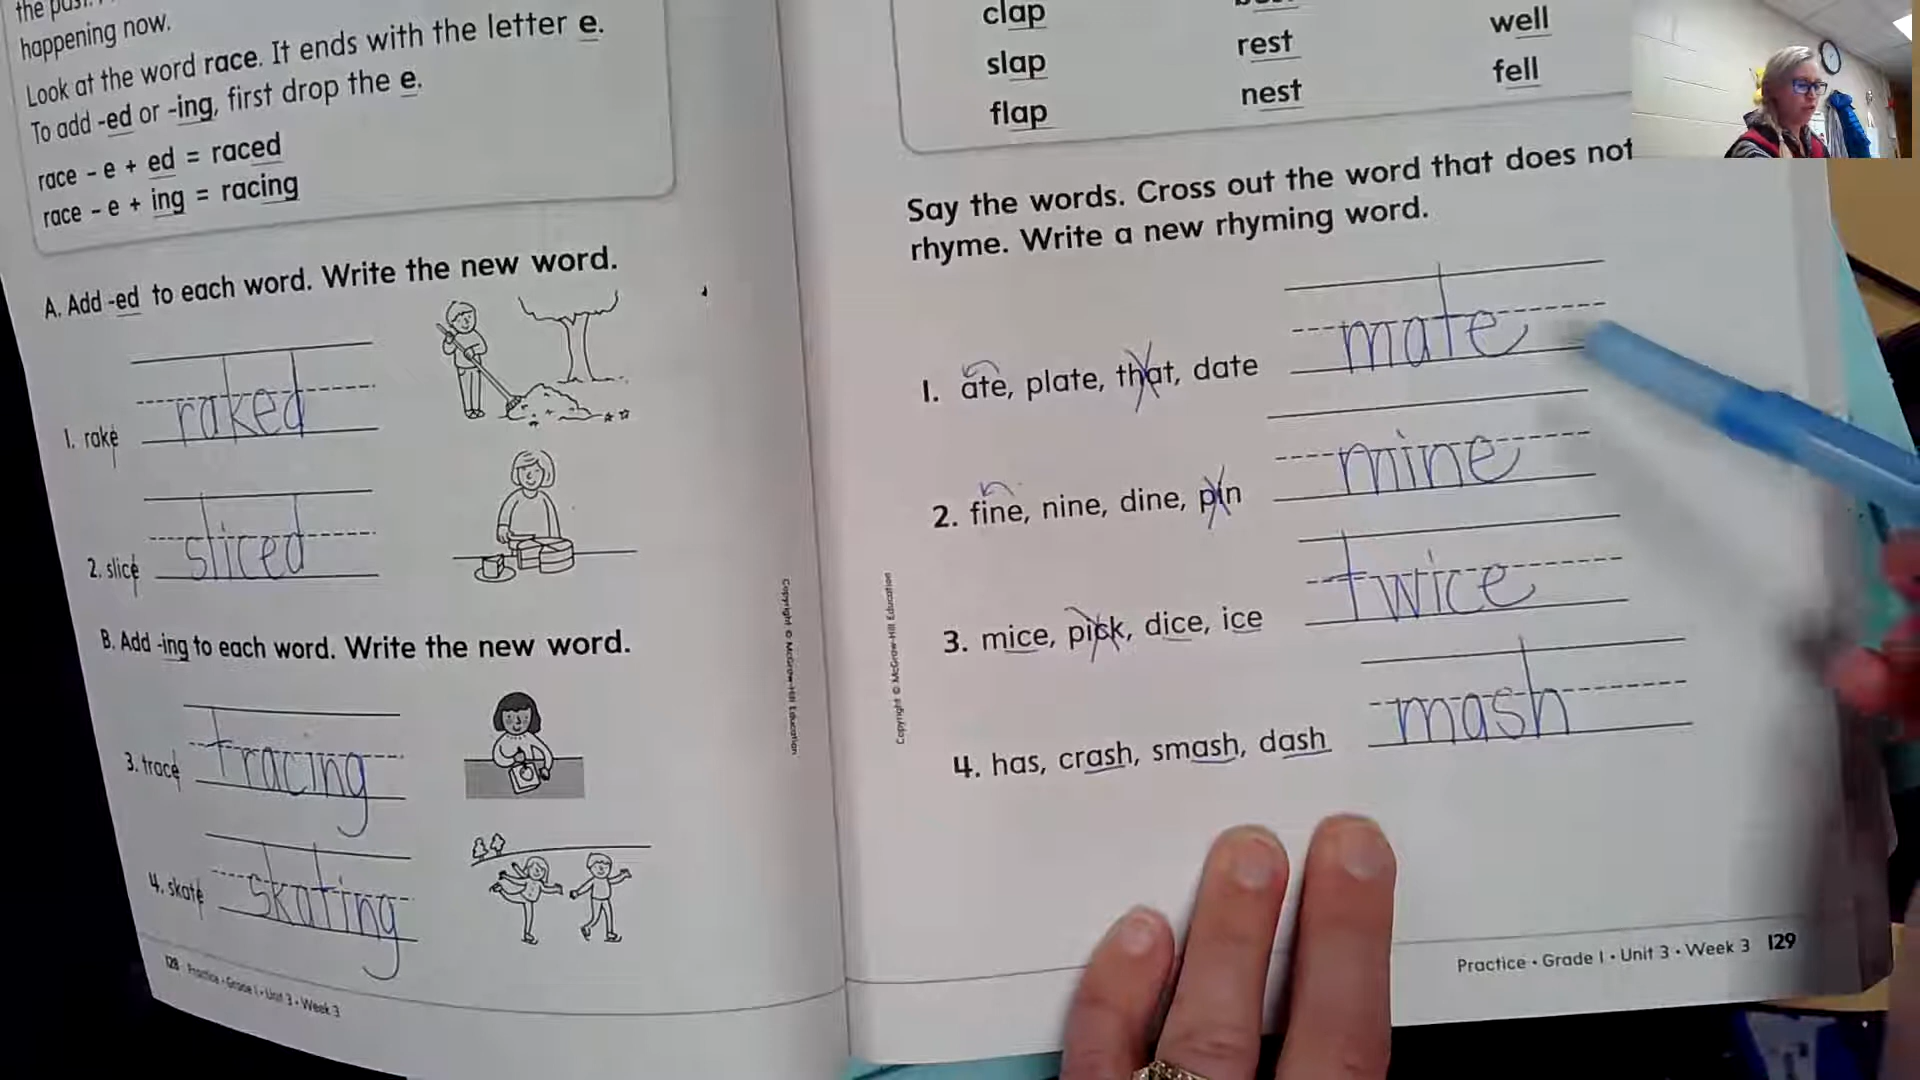 the past.
happening now.
Look at the word race. It ends with the letter e.
To add -ed or -ing, first drop the e.
race - e + ed = raced
race - e + ing = racing
A. Add -ed to each word. Write the new word.
1. rake raked
2. slice sliced
B. Add -ing to each word. Write the new word.
3. trace tracing
4. skate skating
128 Practice • Grade 1 • Unit 3 • Week 3
Copyright © McGraw-Hill Education
clap
slap rest well
flap nest fell
Say the words. Cross out the word that does not
rhyme. Write a new rhyming word.
1. ate, plate, that, date mate
2. fine, nine, dine, pin mine
3. mice, pick, dice, ice twice
4. has, crash, smash, dash mash
Copyright © McGraw-Hill Education
Practice • Grade 1 • Unit 3 • Week 3 129